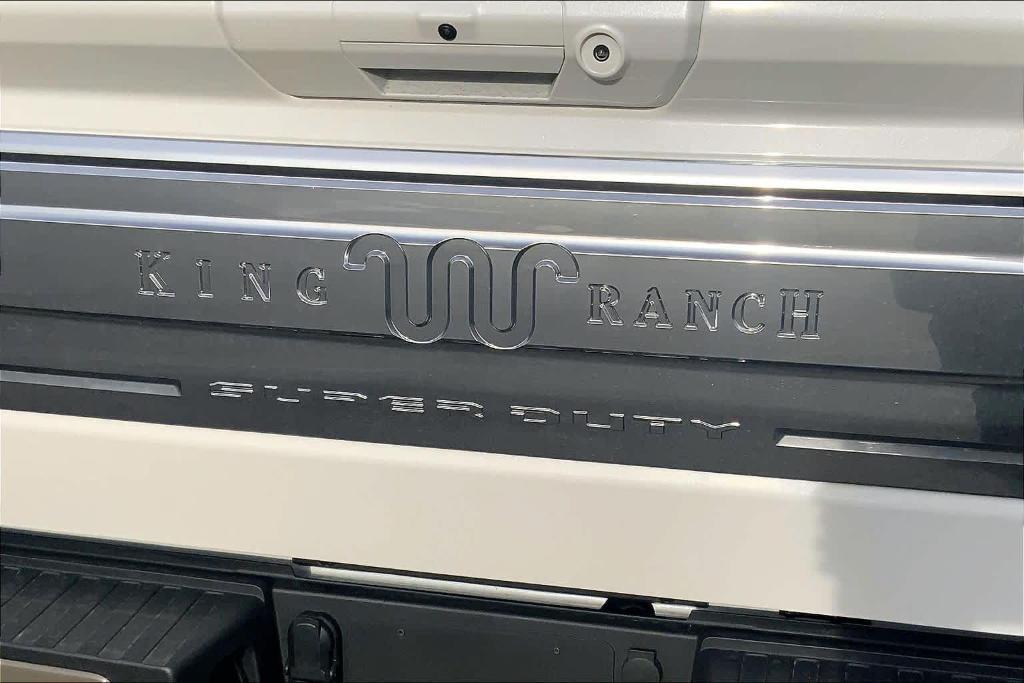 KING RANCH
SUPER DUTY